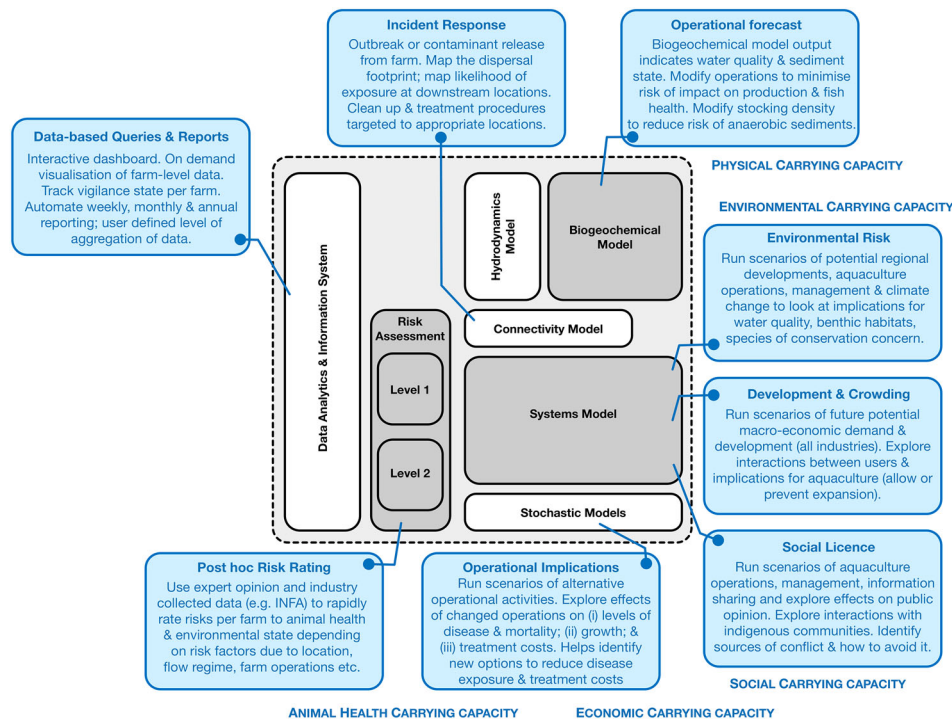 Incident Response
Outbreak or contaminant release
from farm. Map the dispersal
footprint; map likelihood of
exposure at downstream locations.
Clean up & treatment procedures
targeted to appropriate locations.
Operational forecast
Biogeochemical model output
indicates water quality & sediment
state. Modify operations to minimise
risk of impact on production & fish
health. Modify stocking density
to reduce risk of anaerobic sediments.
Data-based Queries & Reports
Interactive dashboard. On demand
visualisation of farm-level data.
Track vigilance state per farm.
Automate weekly, monthly & annual
reporting; user defined level of
aggregation of data.
PHYSICAL CARRYING CAPACITY
ENVIRONMENTAL CARRYING CAPACITY
Data Analytics & Information System
Hydrodynamics
Model
Biogeochemical
Model
Risk
Assessment
Level 1
Level 2
Connectivity Model
Systems Model
Stochastic Models
Environmental Risk
Run scenarios of potential regional
developments, aquaculture
operations, management & climate
change to look at implications for
water quality, benthic habitats,
species of conservation concern.
Development & Crowding
Run scenarios of future potential
macro-economic demand &
development (all industries). Explore
interactions between users &
implications for aquaculture (allow or
prevent expansion).
Social Licence
Run scenarios of aquaculture
operations, management, information
sharing and explore effects on public
opinion. Explore interactions with
indigenous communities. Identify
sources of conflict & how to avoid it.
SOCIAL CARRYING CAPACITY
Post hoc Risk Rating
Use expert opinion and industry
collected data (e.g. INFA) to rapidly
rate risks per farm to animal health
& environmental state depending
on risk factors due to location,
flow regime, farm operations etc.
Operational Implications
Run scenarios of alternative
operational activities. Explore effects
of changed operations on (i) levels of
disease & mortality; (ii) growth; &
(iii) treatment costs. Helps identify
new options to reduce disease
exposure & treatment costs
ANIMAL HEALTH CARRYING CAPACITY
ECONOMIC CARRYING CAPACITY